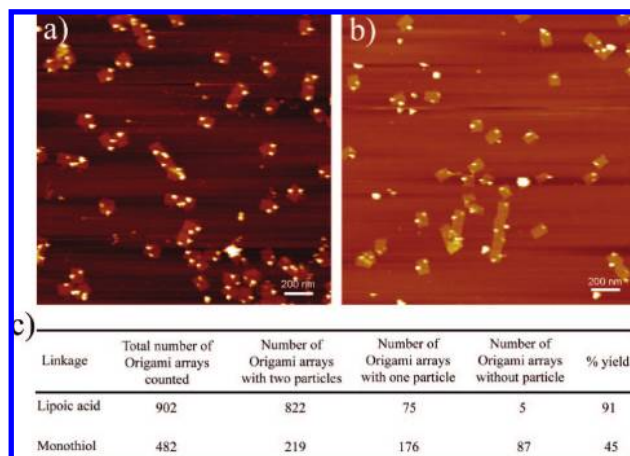 a)
b)
200 nm
200 nm
c)
Linkage Total number of Origami arrays counted Number of Origami arrays with two particles Number of Origami arrays with one particle Number of Origami arrays without particle % yield
Lipoic acid 902 822 75 5 91
Monothiol 482 219 176 87 45